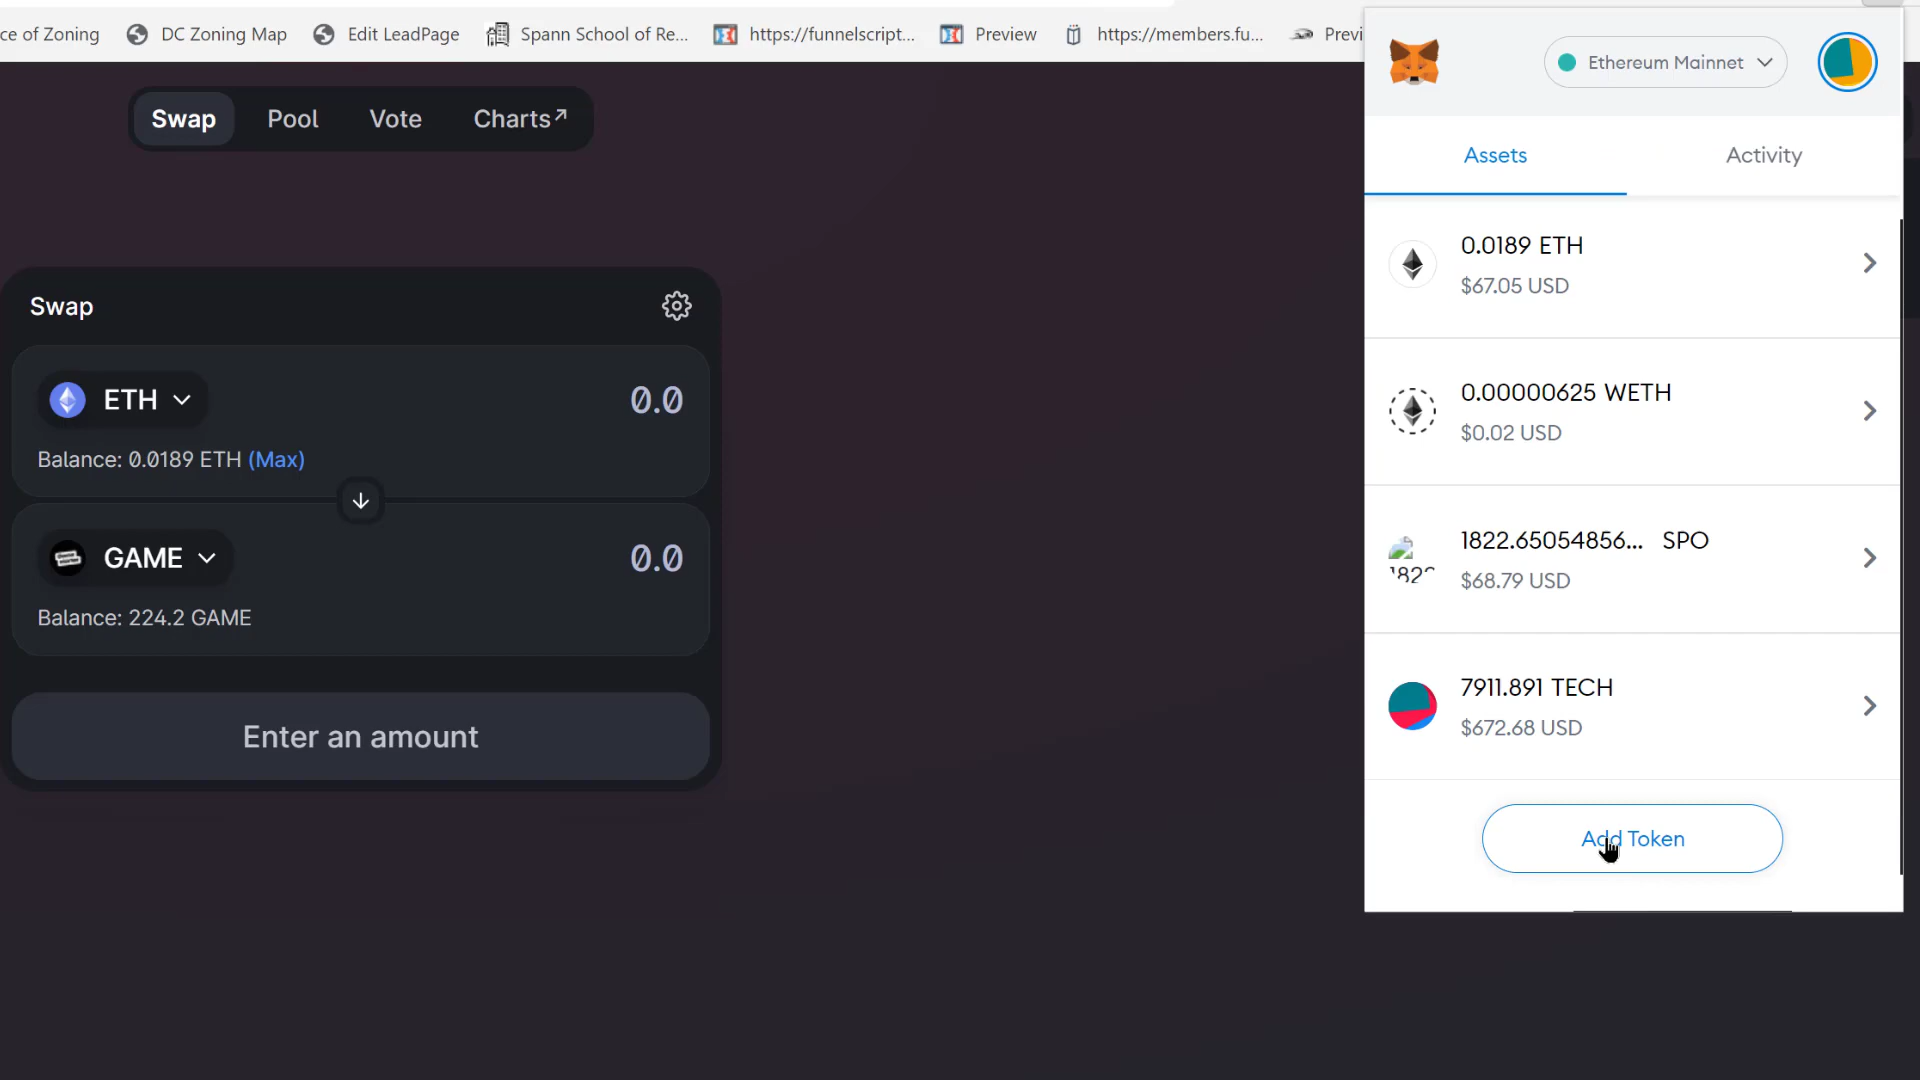 ce of Zoning
DC Zoning Map
Edit LeadPage
Spann School of Re...
https://funnelscript...
Preview
https://members.fu...
Previ
Swap
Pool
Vote
Charts↗
Swap
ETH
0.0
Balance: 0.0189 ETH (Max)
GAME
0.0
Balance: 224.2 GAME
Enter an amount
Ethereum Mainnet
Assets
Activity
0.0189 ETH
$67.05 USD
0.00000625 WETH
$0.02 USD
1822
1822.65054856... SPO
$68.79 USD
7911.891 TECH
$672.68 USD
Add Token